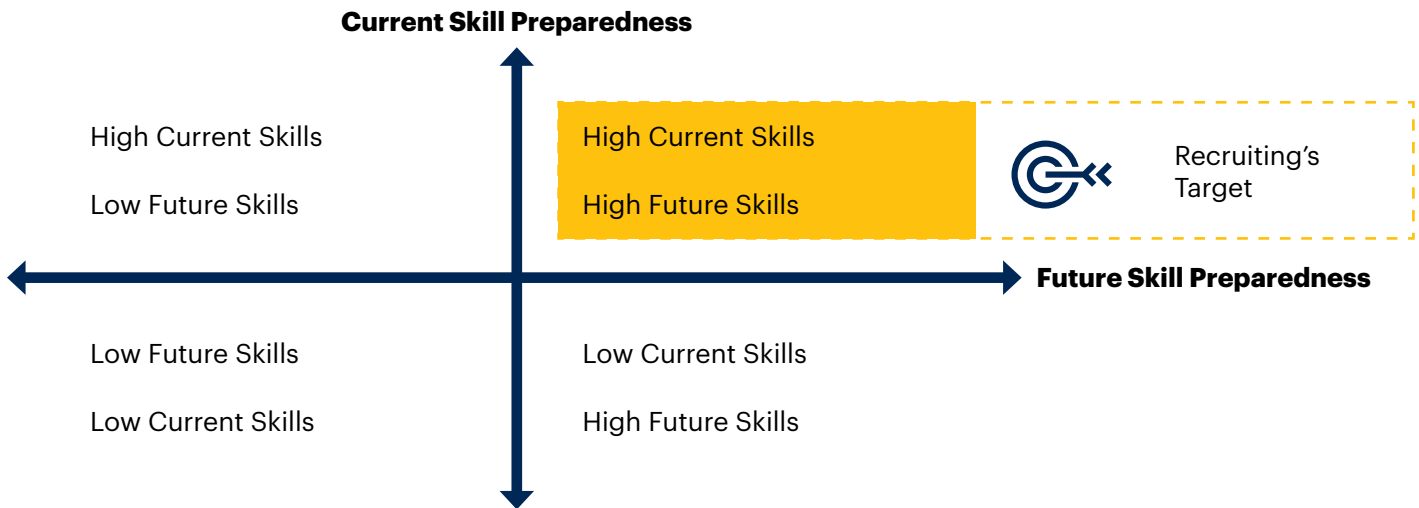 Current Skill Preparedness
High Current Skills
Low Future Skills
High Current Skills
High Future Skills
Recruiting’s
Target
Future Skill Preparedness
Low Future Skills
Low Current Skills
Low Current Skills
High Future Skills